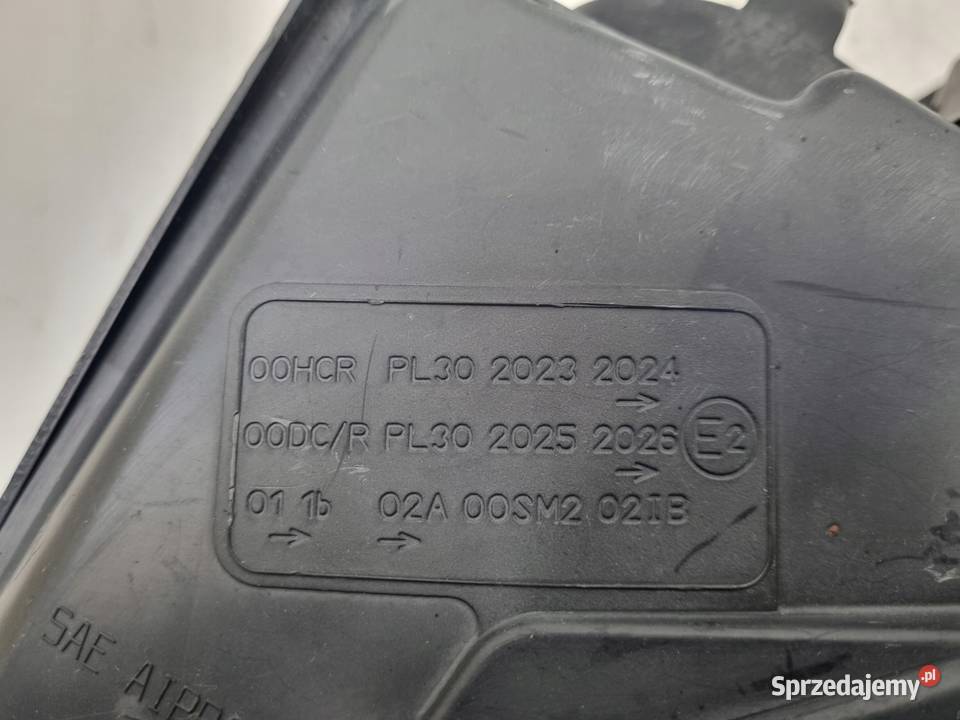 00HCR PL30 2023 2024
→
00DC/R PL30 2025 2026 E2
→
01 1b 02A 00SM2 02IB
→ →
SAE
Sprzedajemy.pl